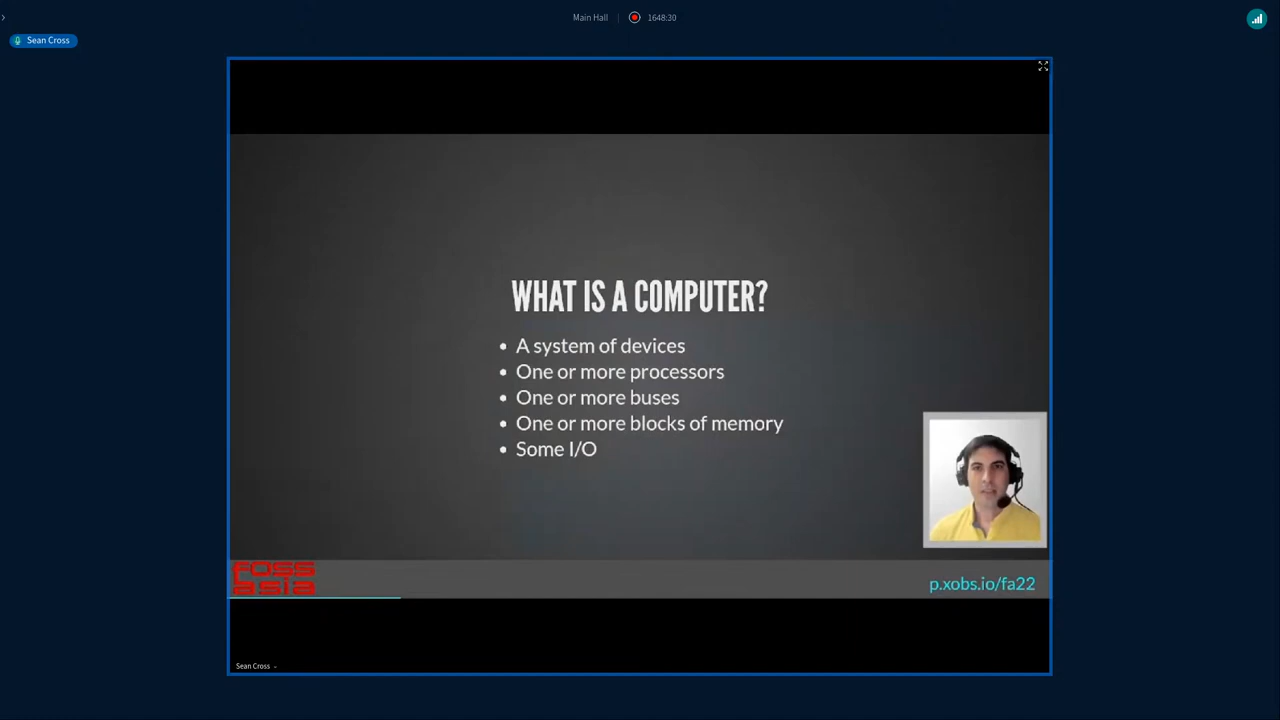 Main Hall
1648:30
Sean Cross
WHAT IS A COMPUTER?
• A system of devices
• One or more processors
• One or more buses
• One or more blocks of memory
• Some I/O
foss
asia
p.xobs.io/fa22
Sean Cross